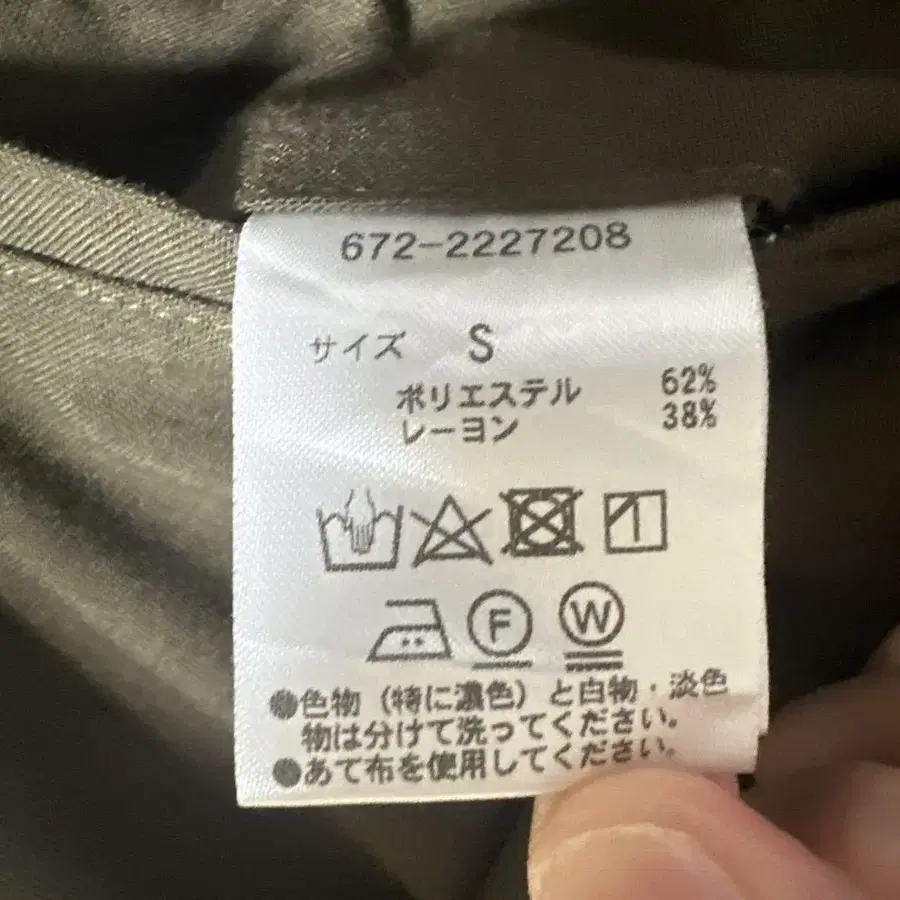 672-2227208
サイズ S
ポリエステル 62%
レーヨン 38%
F W
●色物（特に濃色）と白物・淡色
物は分けて洗ってください。
●あて布を使用してください。